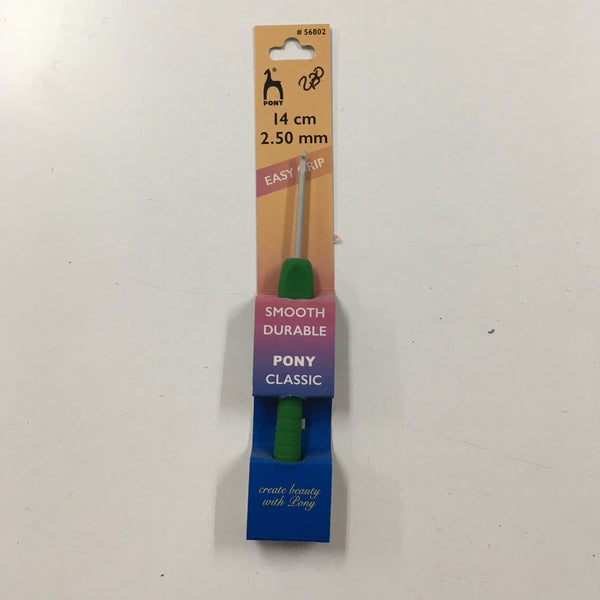 # 56802
PONY
14 cm
2.50 mm
EASY GRIP
SMOOTH
DURABLE
PONY
CLASSIC
create beauty
with Pony